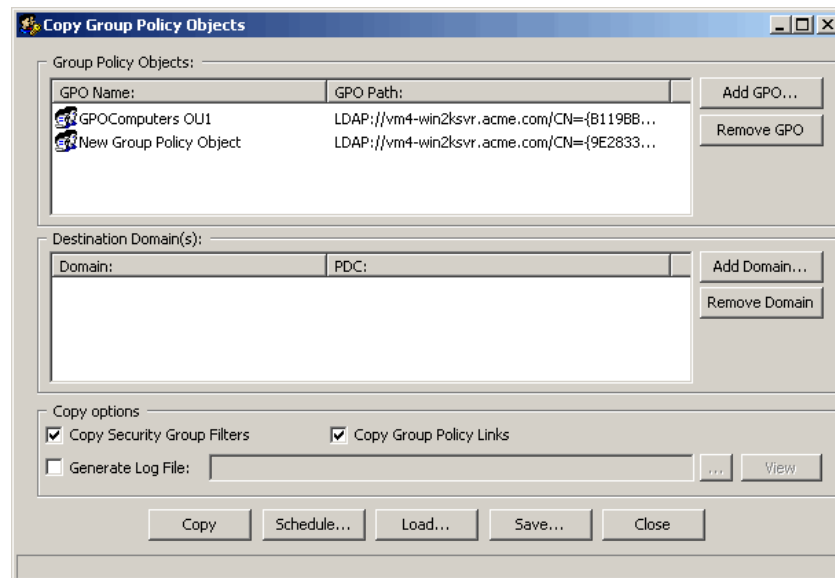 Copy Group Policy Objects
Group Policy Objects:
GPO Name: GPO Path:
GPOComputers OU1 LDAP://vm4-win2ksvr.acme.com/CN={B119BB...
New Group Policy Object LDAP://vm4-win2ksvr.acme.com/CN={9E2833...
Add GPO...
Remove GPO
Destination Domain(s):
Domain: PDC:
Add Domain...
Remove Domain
Copy options
Copy Security Group Filters Copy Group Policy Links
Generate Log File: ... View
Copy Schedule... Load... Save... Close